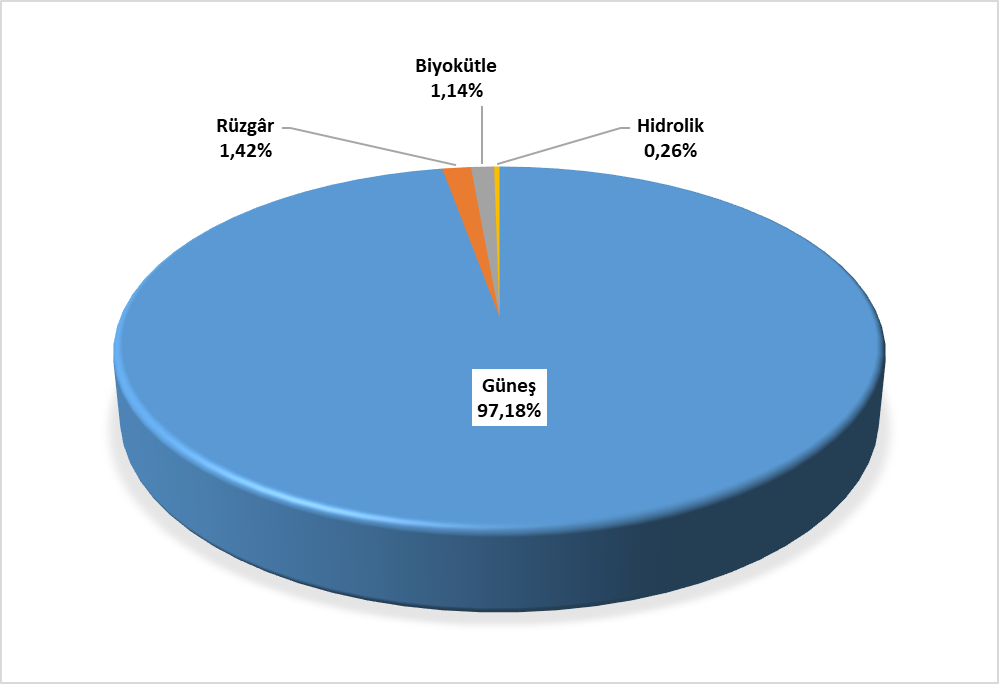 Biyokütle
1,14%
Rüzgâr
1,42%
Hidrolik
0,26%
Güneş
97,18%